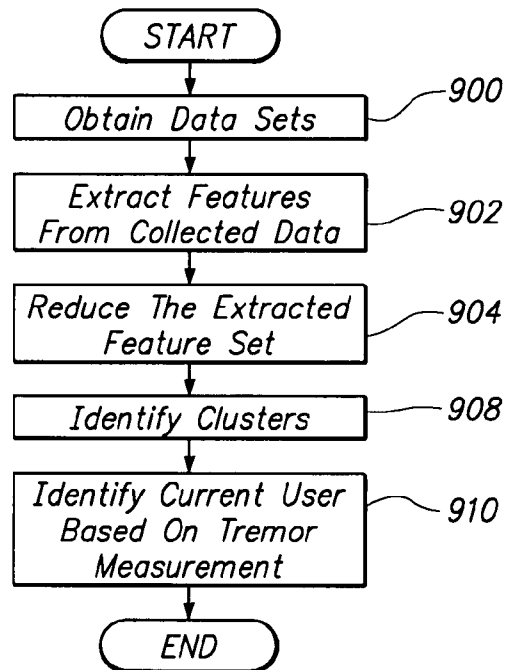 START
Obtain Data Sets
900
Extract Features
From Collected Data
902
Reduce The Extracted
Feature Set
904
Identify Clusters
908
Identify Current User
Based On Tremor
Measurement
910
END